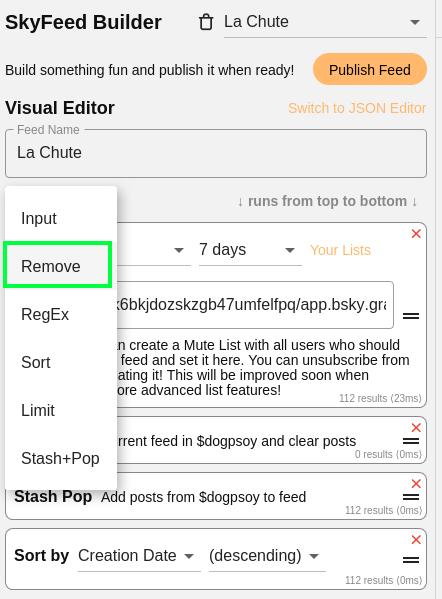 SkyFeed Builder
La Chute
Build something fun and publish it when ready!
Publish Feed
Visual Editor
Switch to JSON Editor
Feed Name
La Chute
↓ runs from top to bottom ↓
Input
Remove
RegEx
Sort
Limit
Stash+Pop
7 days
Your Lists
k6bkjdozskzgb47umfelfpq/app.bsky.gra
create a Mute List with all users who should
feed and set it here. You can unsubscribe from
ating it! This will be improved soon when
ore advanced list features!
112 results (23ms)
rrent feed in $dogpsoy and clear posts
0 results (0ms)
Stash Pop Add posts from $dogpsoy to feed
112 results (0ms)
Sort by Creation Date (descending)
112 results (0ms)